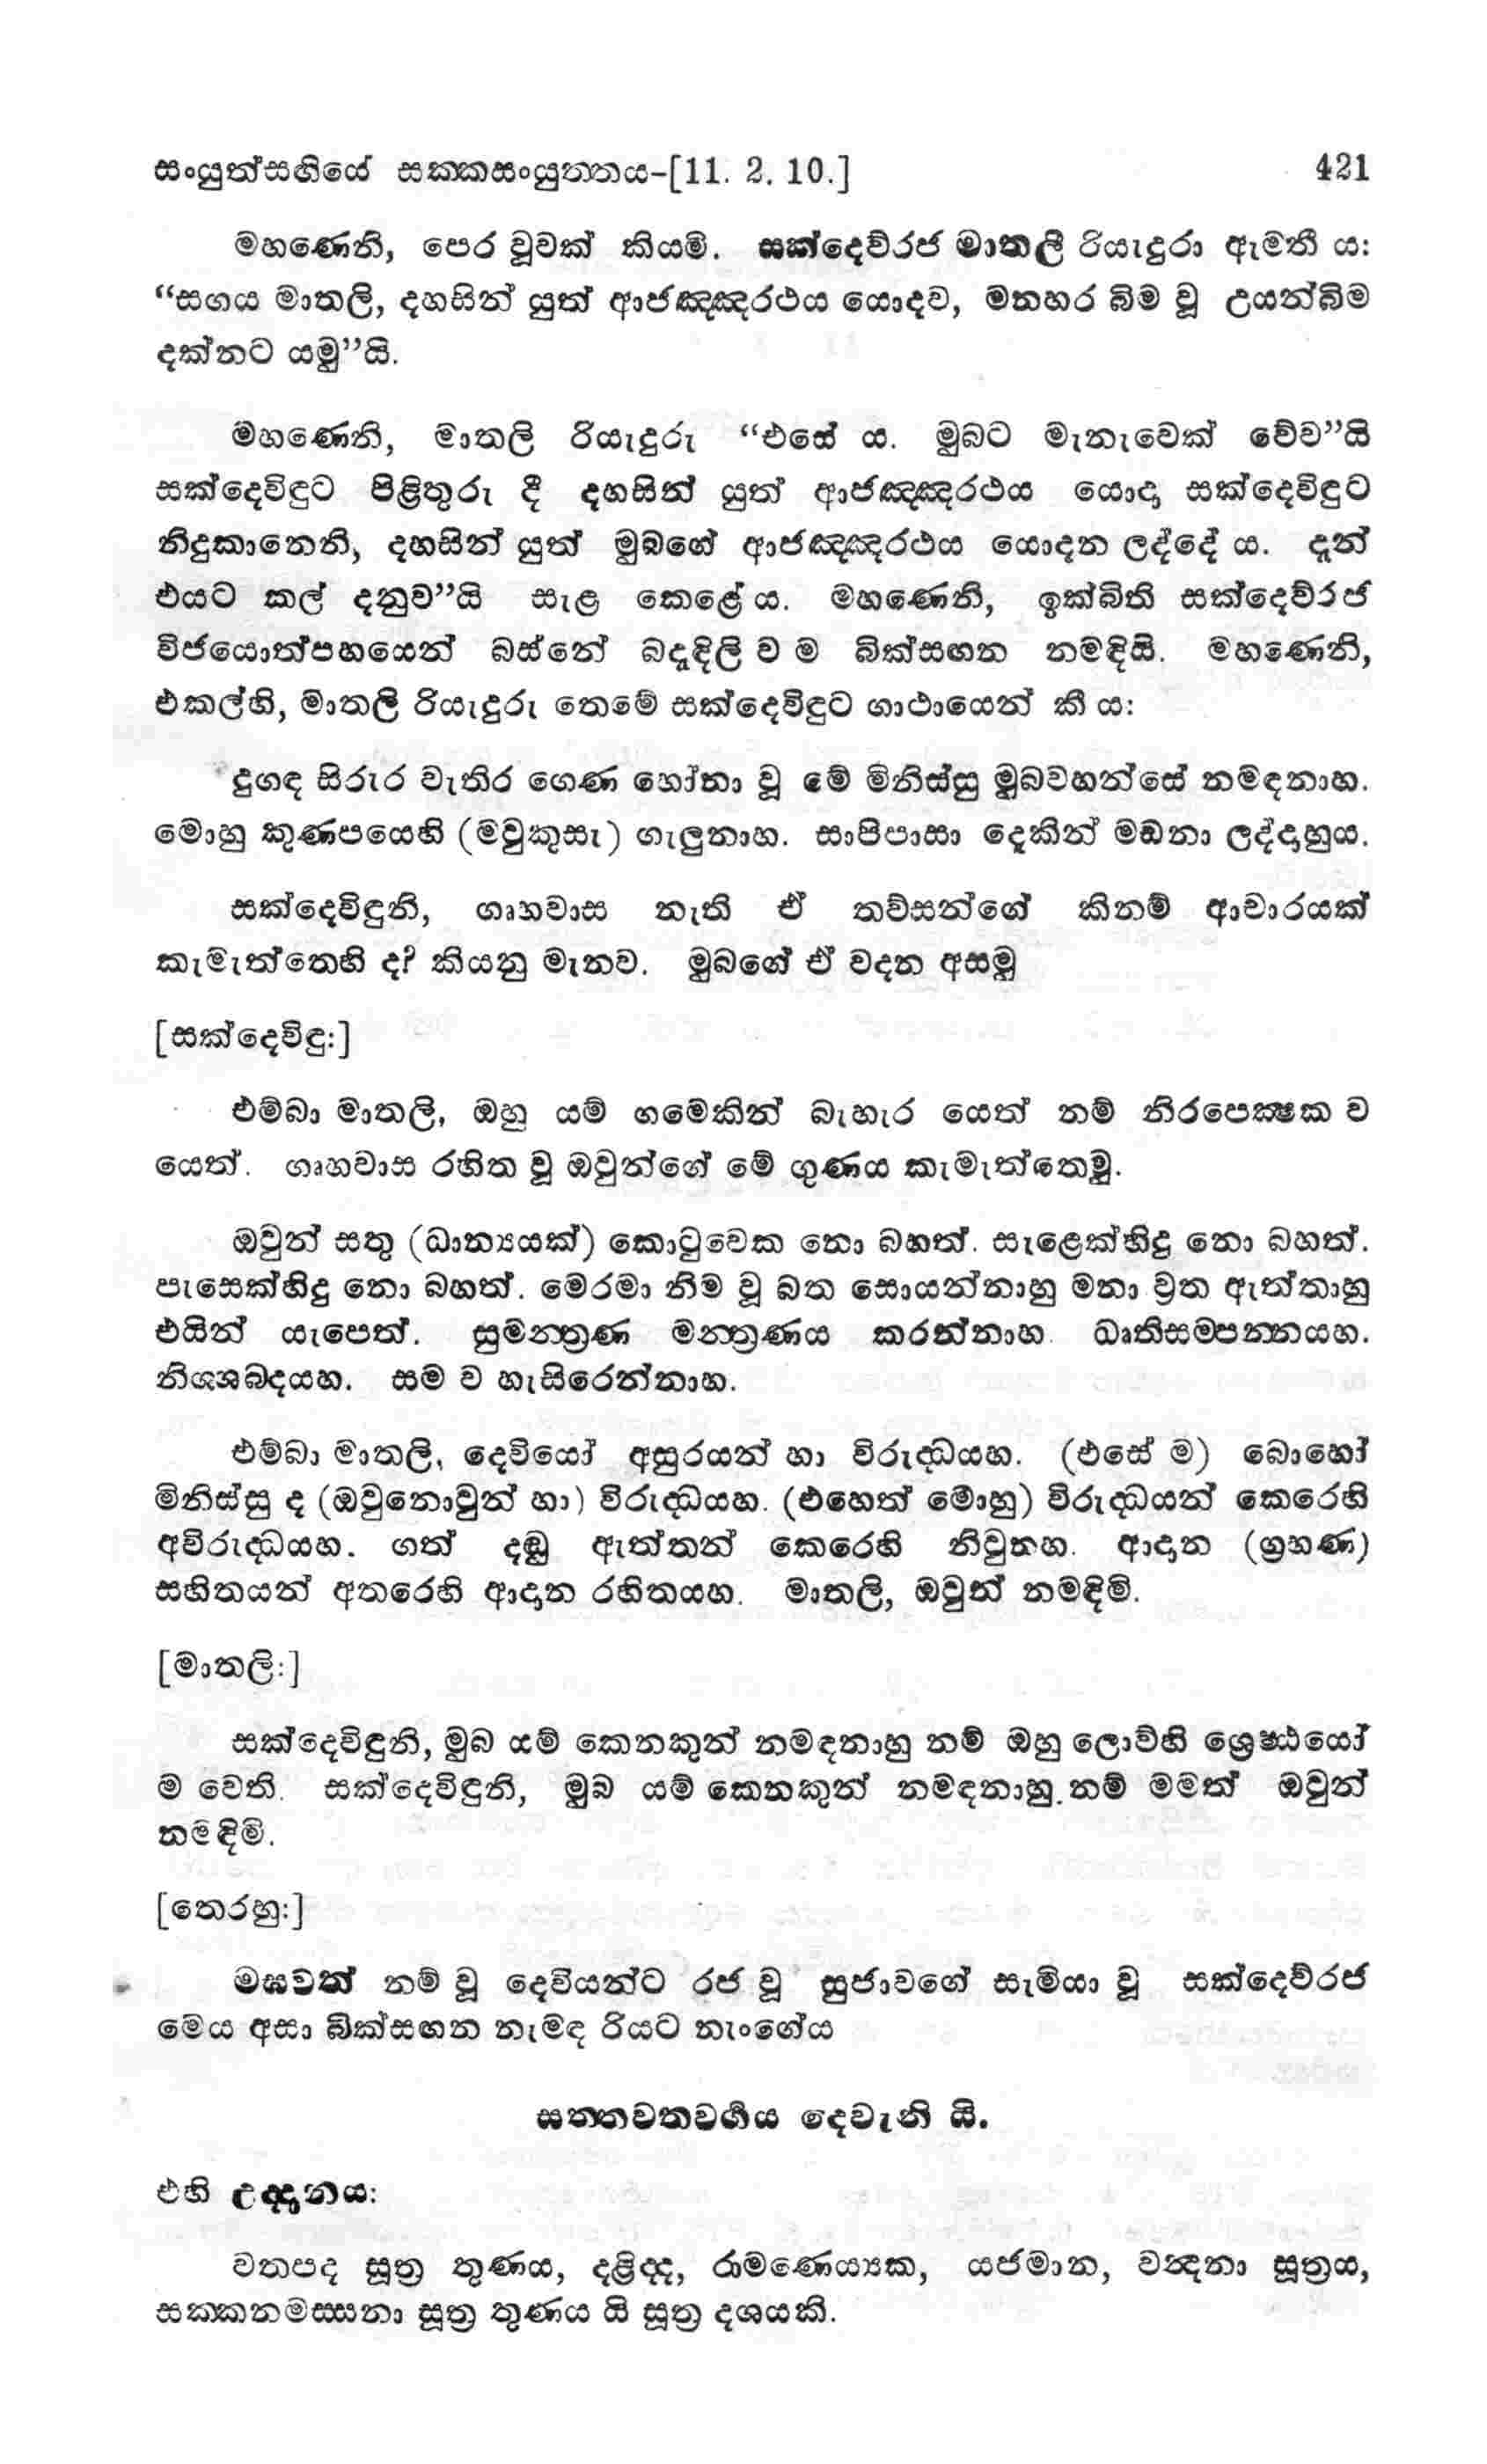 සංයුත්සඟියේ සක්කසංයුත්තය-[11. 2. 10.] 421
මහණෙනි, පෙර වූවක් කියමි. සක්දෙව්රජ මාතලී රියැදුරා ඇමතී ය:
“සගය මාතලි, දහසින් යුත් ආජඤ්ඤරථය යොදව, මනහර බිම වූ උයන්බිම
දක්නට යමු”යි.
මහණෙනි, මාතලි රියැදුරු “එසේ ය. මුබට මැනැවෙක් වේව”යි
සක්දෙවිඳුට පිළිතුරු දී දහසින් යුත් ආජඤ්ඤරථය යොදා සක්දෙවිඳුට
නිදුකානෙනි, දහසින් යුත් මුබගේ ආජඤ්ඤරථය යොදන ලද්දේ ය. දැන්
එයට කල් දනුව”යි සැළ කෙළේ ය. මහණෙනි, ඉක්බිති සක්දෙව්රජ
විජයොත්පහයෙන් බස්නේ බදැඳිලි ව ම බික්සඟන නමඳියි. මහණෙනි,
එකල්හි, මාතලි රියැදුරු තෙමේ සක්දෙවිඳුට ගාථායෙන් කී ය:
දුගඳ සිරුර වැතිර ගෙණ හෝනා වූ මේ මිනිස්සු මුබවහන්සේ නමඳනාහ.
මොහු කුණපයෙහි (මවුකුසැ) ගැලුනාහ. සාපිපාසා දෙකින් මඬනා ලද්දාහුය.
සක්දෙවිඳුනි, ගෘහවාස නැති ඒ තව්සන්ගේ කිනම් ආචාරයක්
කැමැත්තෙහි ද? කියනු මැනව. මුබගේ ඒ වදන අසමු
[සක්දෙවිඳු:]
එම්බා මාතලි, ඔහු යම් ගමෙකින් බැහැර යෙත් නම් නිරපෙක්ෂක ව
යෙත්. ගෘහවාස රහිත වූ ඔවුන්ගේ මේ ගුණය කැමැත්තෙමු.
ඔවුන් සතු (ධාන්‍යයක්) කොටුවෙක නො බහත්. සැළෙක්හිදු නො බහත්.
පැසෙක්හිදු නො බහත්. මෙරමා නිම වූ බත සොයන්නාහු මනා ව්‍රත ඇත්තාහු
එයින් යැපෙත්. සුමන්ත්‍රණ මන්ත්‍රණය කරන්නාහ. ධෘතිසම්පන්නයහ.
නිශ්ශබ්දයහ. සම ව හැසිරෙන්නාහ.
එම්බා මාතලි, දෙවියෝ අසුරයන් හා විරුද්ධයහ. (එසේ ම) බොහෝ
මිනිස්සු ද (ඔවුනොවුන් හා) විරුද්ධයහ. (එහෙත් මොහු) විරුද්ධයන් කෙරෙහි
අවිරුද්ධයහ. ගත් දඬු ඇත්තන් කෙරෙහි නිවුනහ. ආදාන (ග්‍රහණ)
සහිතයන් අතරෙහි ආදාන රහිතයහ. මාතලි, ඔවුන් නමඳිමි.
[මාතලි:]
සක්දෙවිඳුනි, මුබ යම් කෙනකුන් නමඳනාහු නම් ඔහු ලොව්හි ශ්‍රෙෂ්ඨයෝ
ම වෙති. සක්දෙවිඳුනි, මුබ යම් කෙනකුන් නමඳනාහු නම් මමත් ඔවුන්
නමඳිමි.
[තෙරහු:]
මඝවත් නම් වූ දෙවියන්ට රජ වූ සුජාවගේ සැමියා වූ සක්දෙව්රජ
මෙය අසා බික්සඟන නැමඳ රියට නැංගේය
සත්තවතවර්‍ගය දෙවැනි යි.
එහි උද්දානය:
වතපද සූත්‍ර තුණය, දළිද්ද, රාමණෙය්‍යක, යජමාන, වන්දනා සූත්‍රය,
සක්කනමස්සනා සූත්‍ර තුණය යි සූත්‍ර දශයකි.